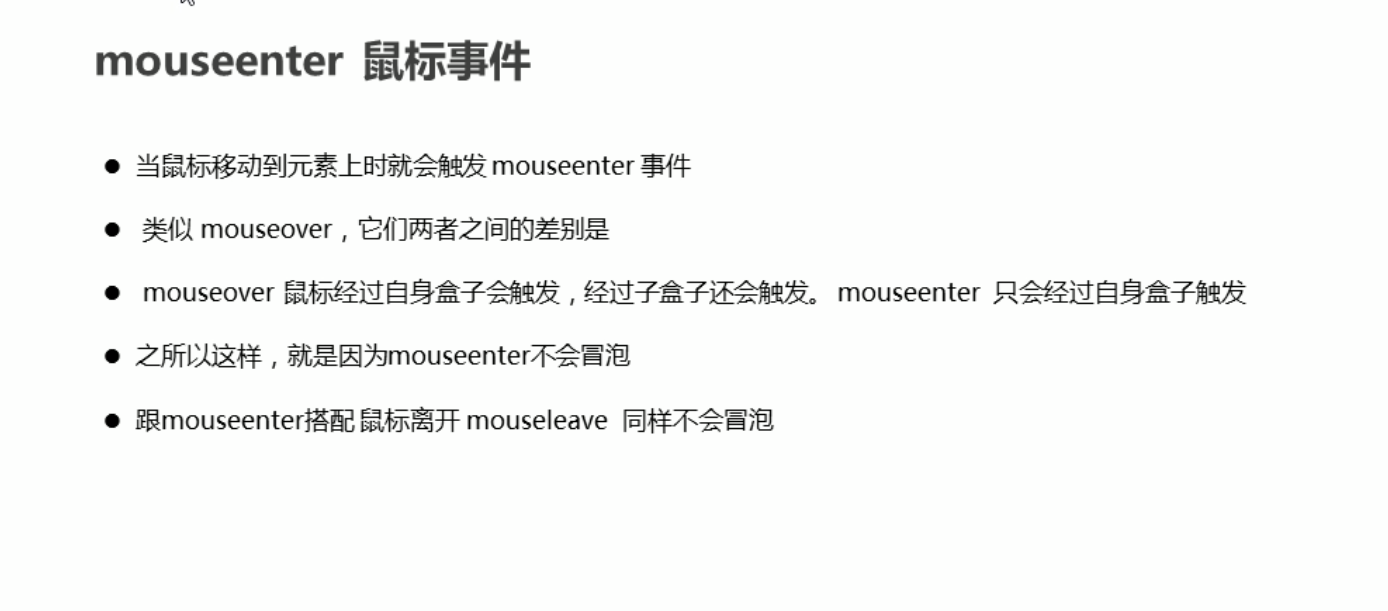 mouseenter 鼠标事件
● 当鼠标移动到元素上时就会触发 mouseenter 事件
● 类似 mouseover，它们两者之间的差别是
● mouseover 鼠标经过自身盒子会触发，经过子盒子还会触发。 mouseenter 只会经过自身盒子触发
● 之所以这样，就是因为mouseenter不会冒泡
● 跟mouseenter搭配 鼠标离开 mouseleave 同样不会冒泡